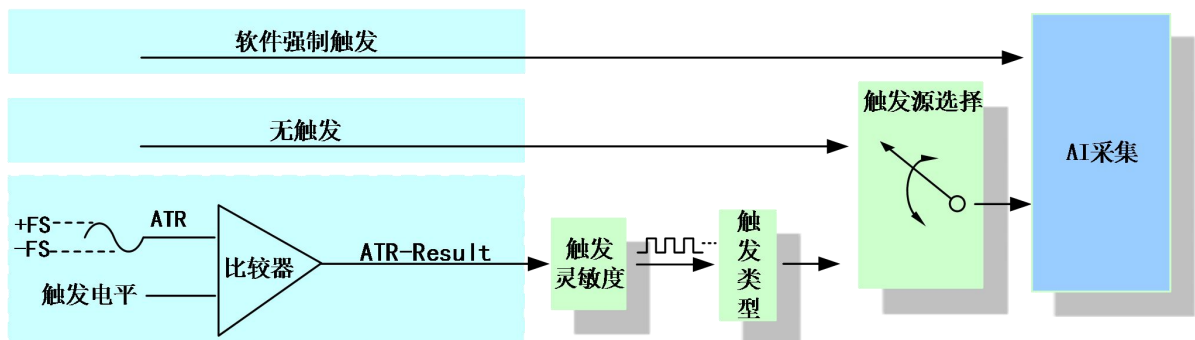 软件强制触发
无触发
触发源选择
AI采集
+FS
-FS
ATR
触发电平
比较器
ATR-Result
触发
灵敏度
触
发
类
型